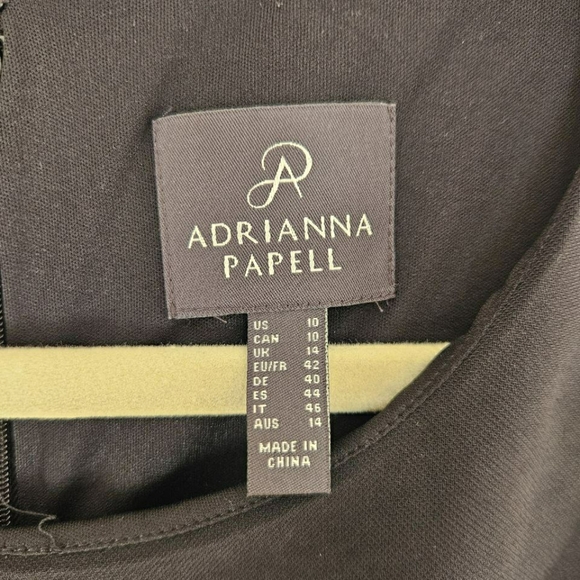 ADRIANNA
PAPELL
US 10
CAN 10
UK 14
EU/FR 42
DE 40
ES 44
IT 46
AUS 14
MADE IN
CHINA